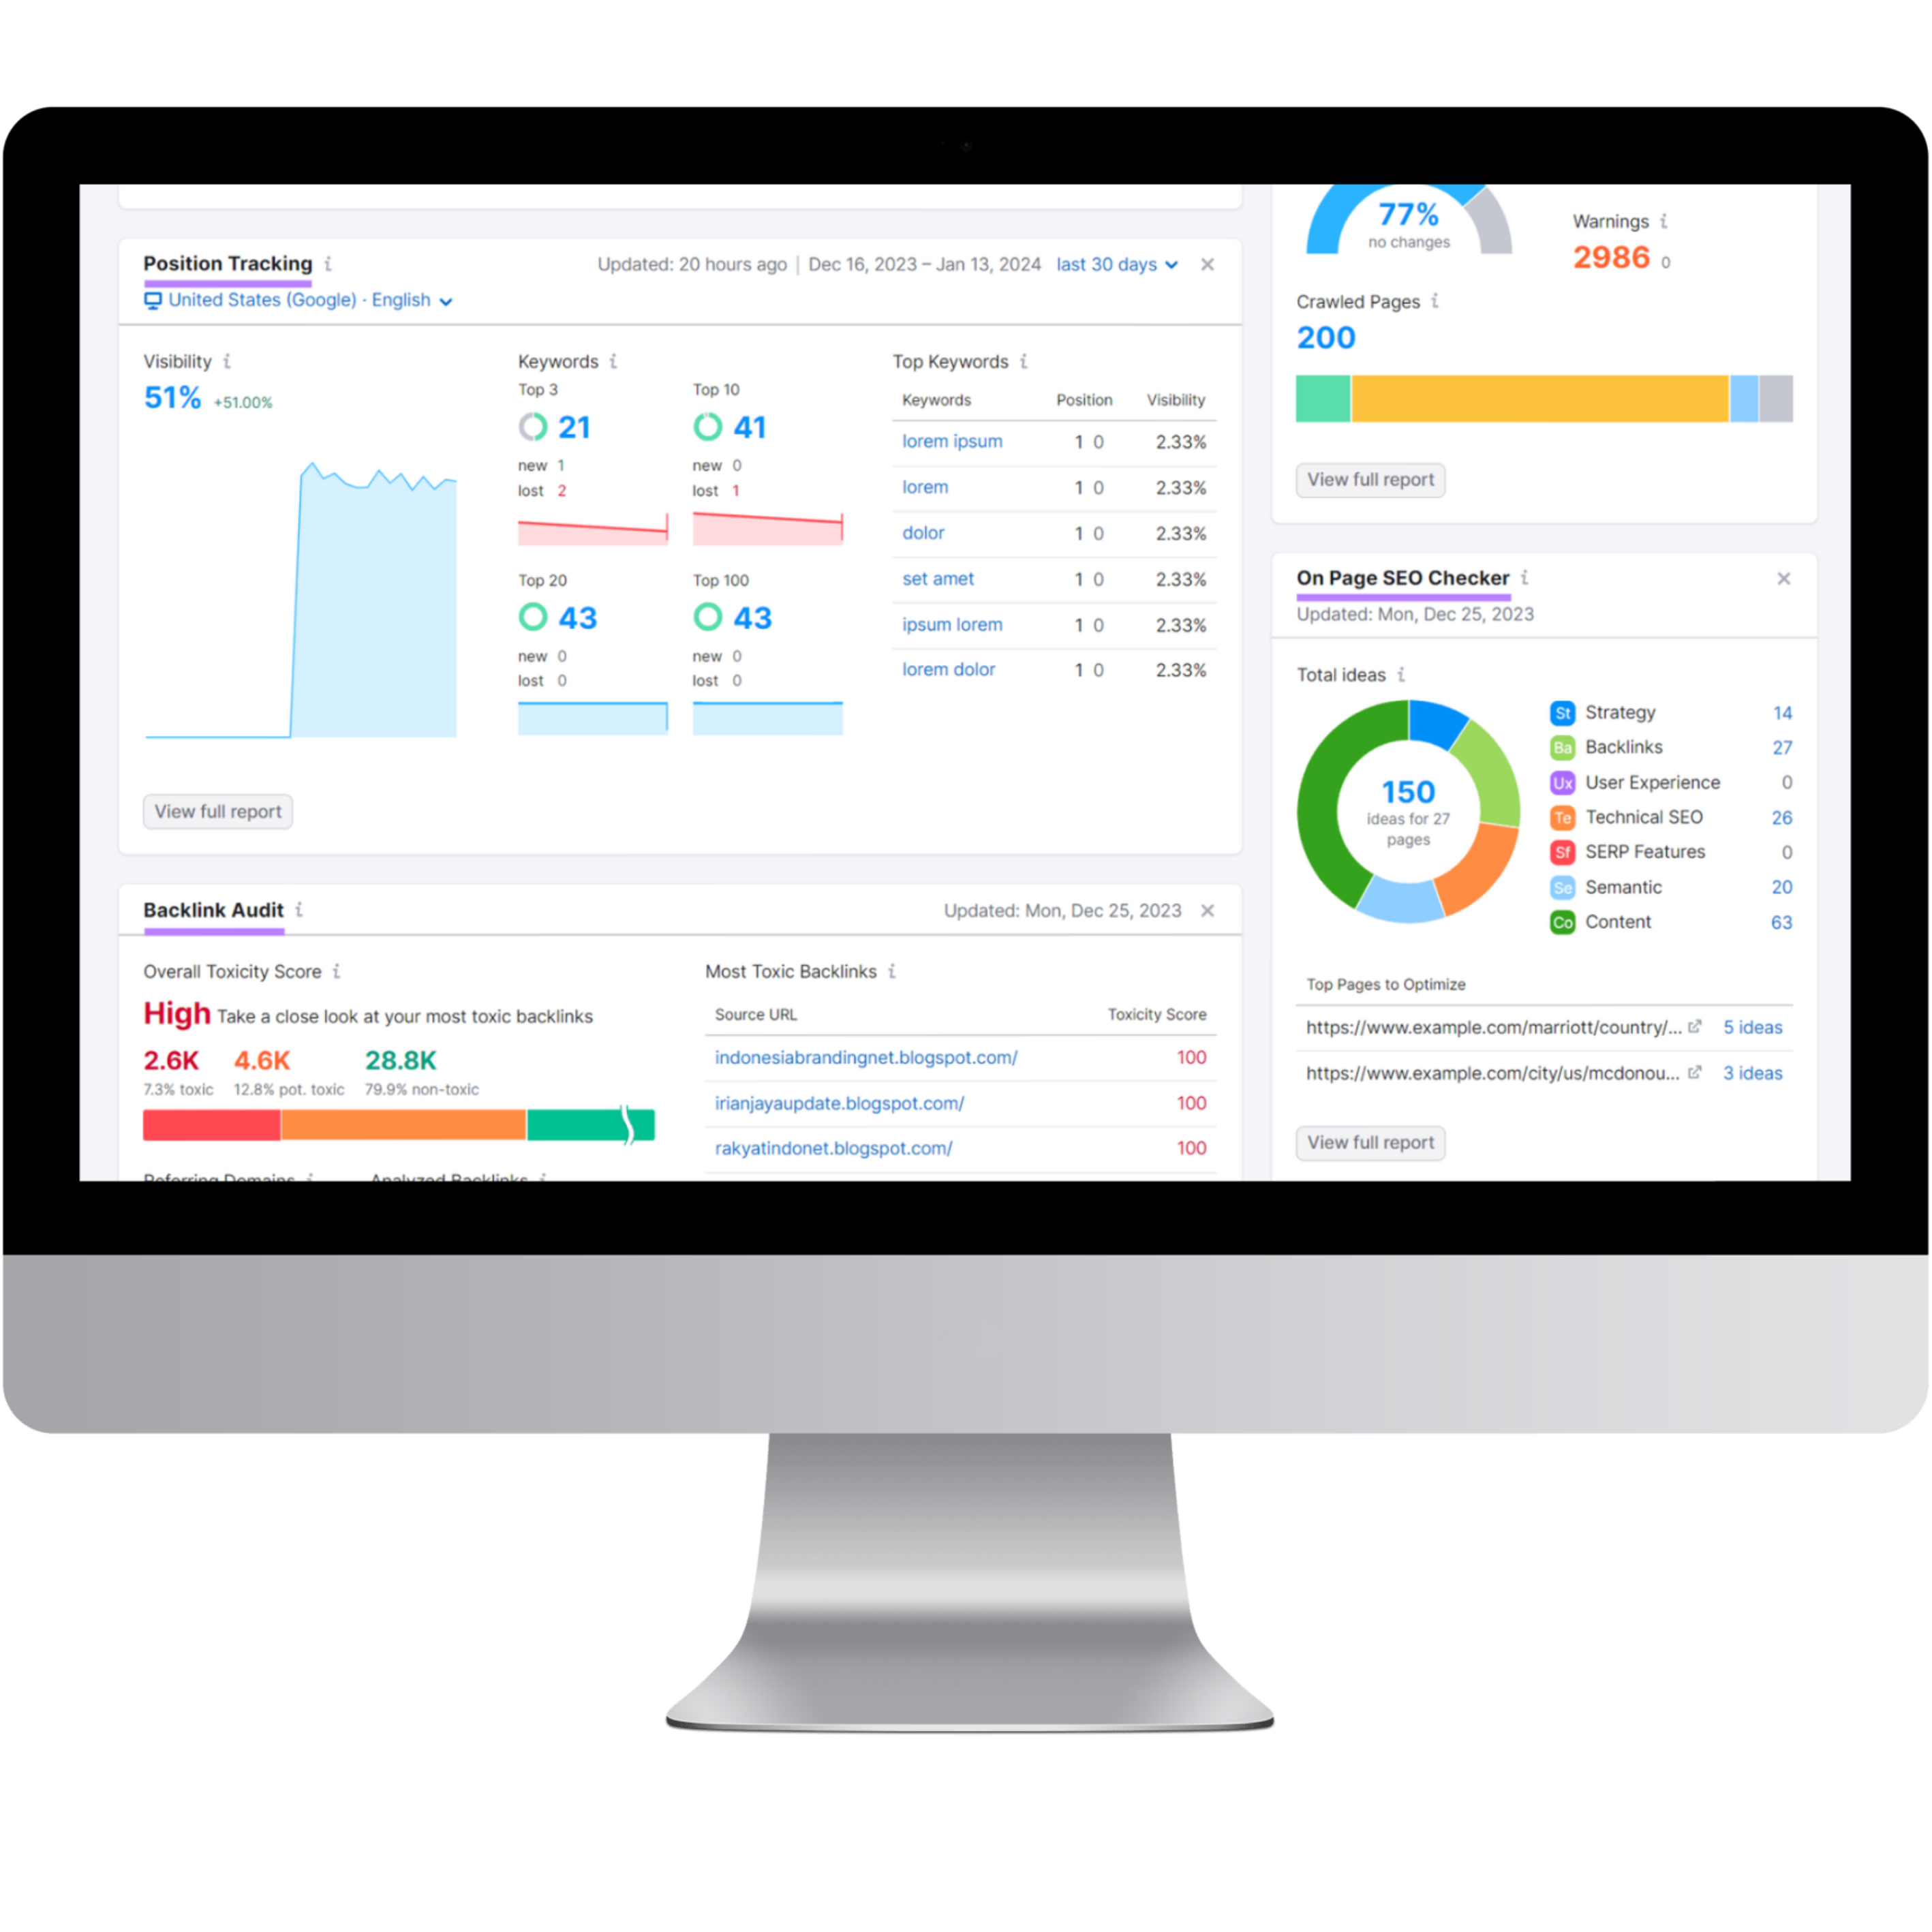 Position Tracking i
Updated: 20 hours ago | Dec 16, 2023 – Jan 13, 2024 last 30 days
United States (Google) · English
Visibility i
51% +51.00%
Keywords i
Top 3
21
new 1
lost 2
Top 10
41
new 0
lost 1
Top 20
43
new 0
lost 0
Top 100
43
new 0
lost 0
Top Keywords i
Keywords Position Visibility
lorem ipsum 1 0 2.33%
lorem 1 0 2.33%
dolor 1 0 2.33%
set amet 1 0 2.33%
ipsum lorem 1 0 2.33%
lorem dolor 1 0 2.33%
View full report
Backlink Audit i
Updated: Mon, Dec 25, 2023
Overall Toxicity Score i
High Take a close look at your most toxic backlinks
2.6K 4.6K 28.8K
7.3% toxic 12.8% pot. toxic 79.9% non-toxic
Referring Domains i Analyzed Backlinks i
Most Toxic Backlinks i
Source URL Toxicity Score
indonesiabrandingnet.blogspot.com/ 100
irianjayaupdate.blogspot.com/ 100
rakyatindonet.blogspot.com/ 100
77%
no changes
Warnings i
2986 0
Crawled Pages i
200
View full report
On Page SEO Checker i
Updated: Mon, Dec 25, 2023
Total ideas i
150
ideas for 27
pages
St Strategy 14
Ba Backlinks 27
Ux User Experience 0
Te Technical SEO 26
Sf SERP Features 0
Se Semantic 20
Co Content 63
Top Pages to Optimize
https://www.example.com/marriott/country/... 5 ideas
https://www.example.com/city/us/mcdonou... 3 ideas
View full report